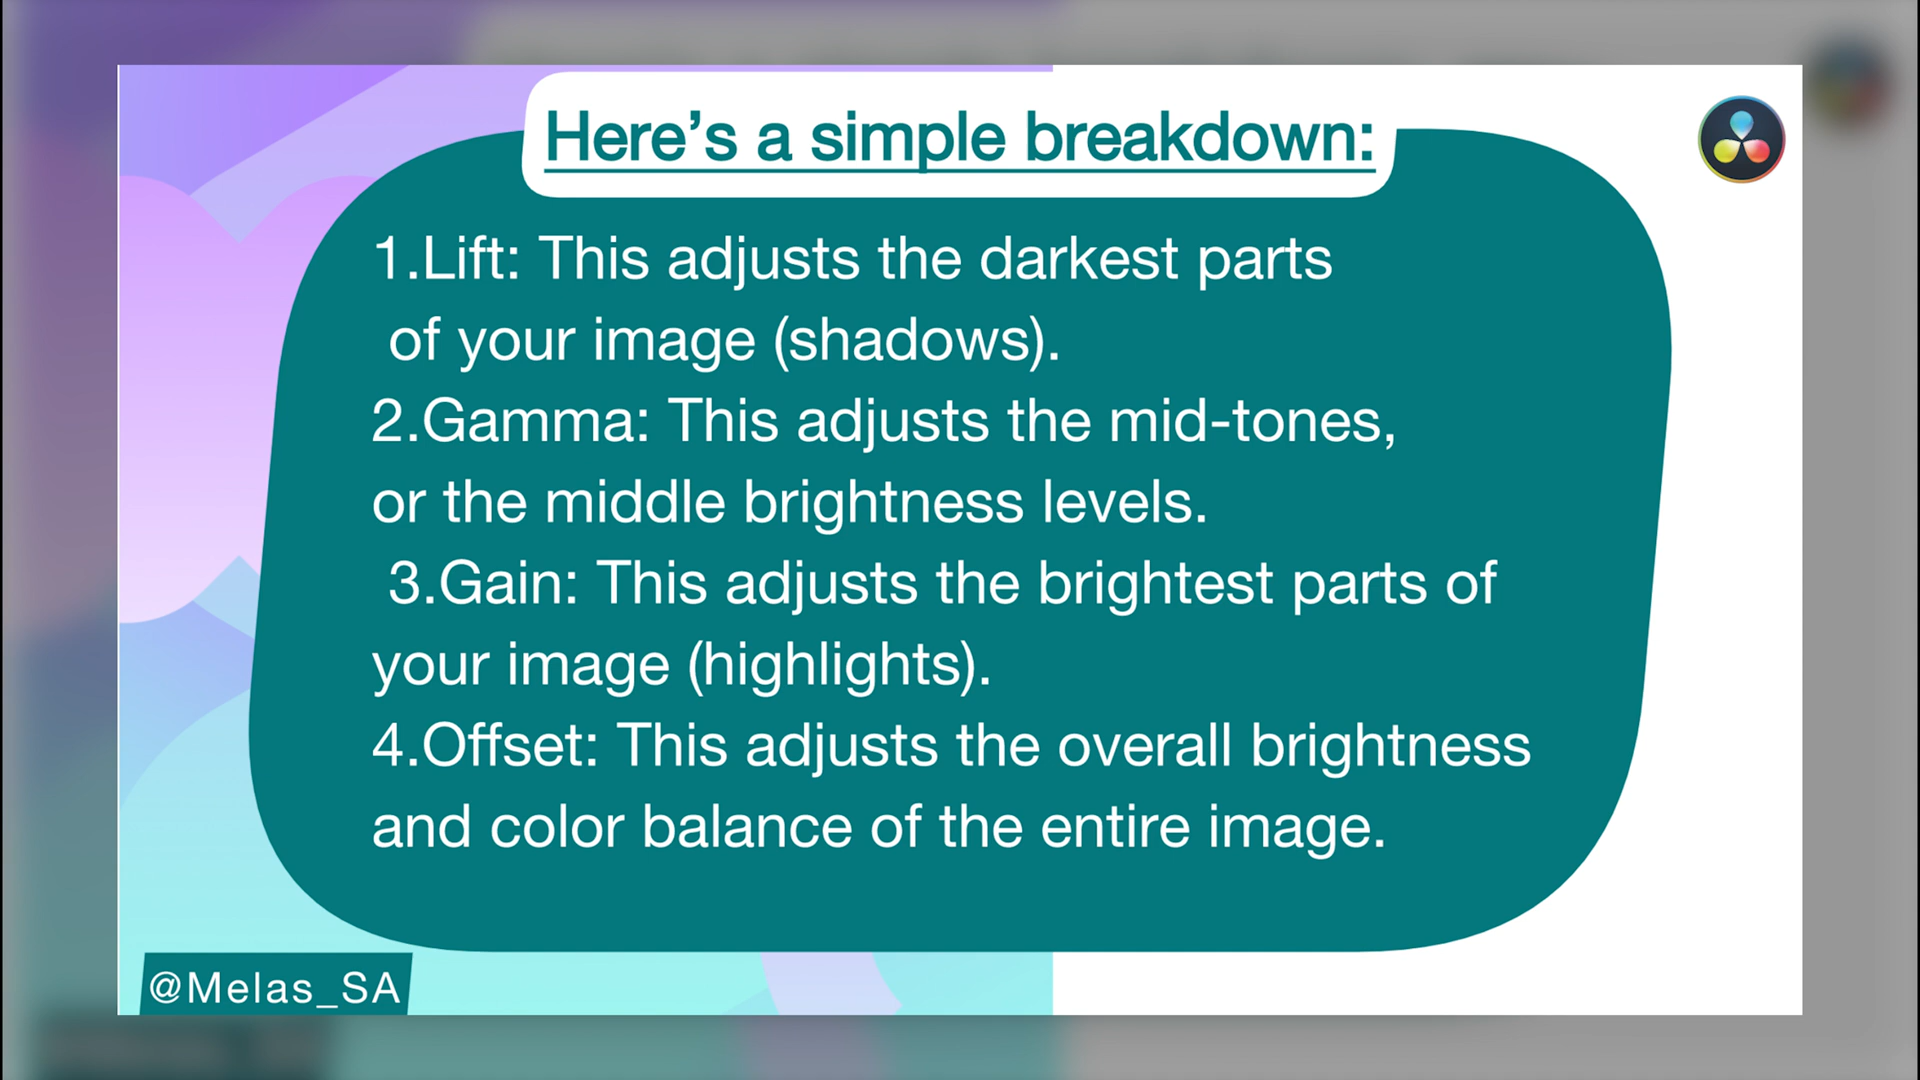 Here’s a simple breakdown:
1.Lift: This adjusts the darkest parts
of your image (shadows).
2.Gamma: This adjusts the mid-tones,
or the middle brightness levels.
3.Gain: This adjusts the brightest parts of
your image (highlights).
4.Offset: This adjusts the overall brightness
and color balance of the entire image.
@Melas_SA